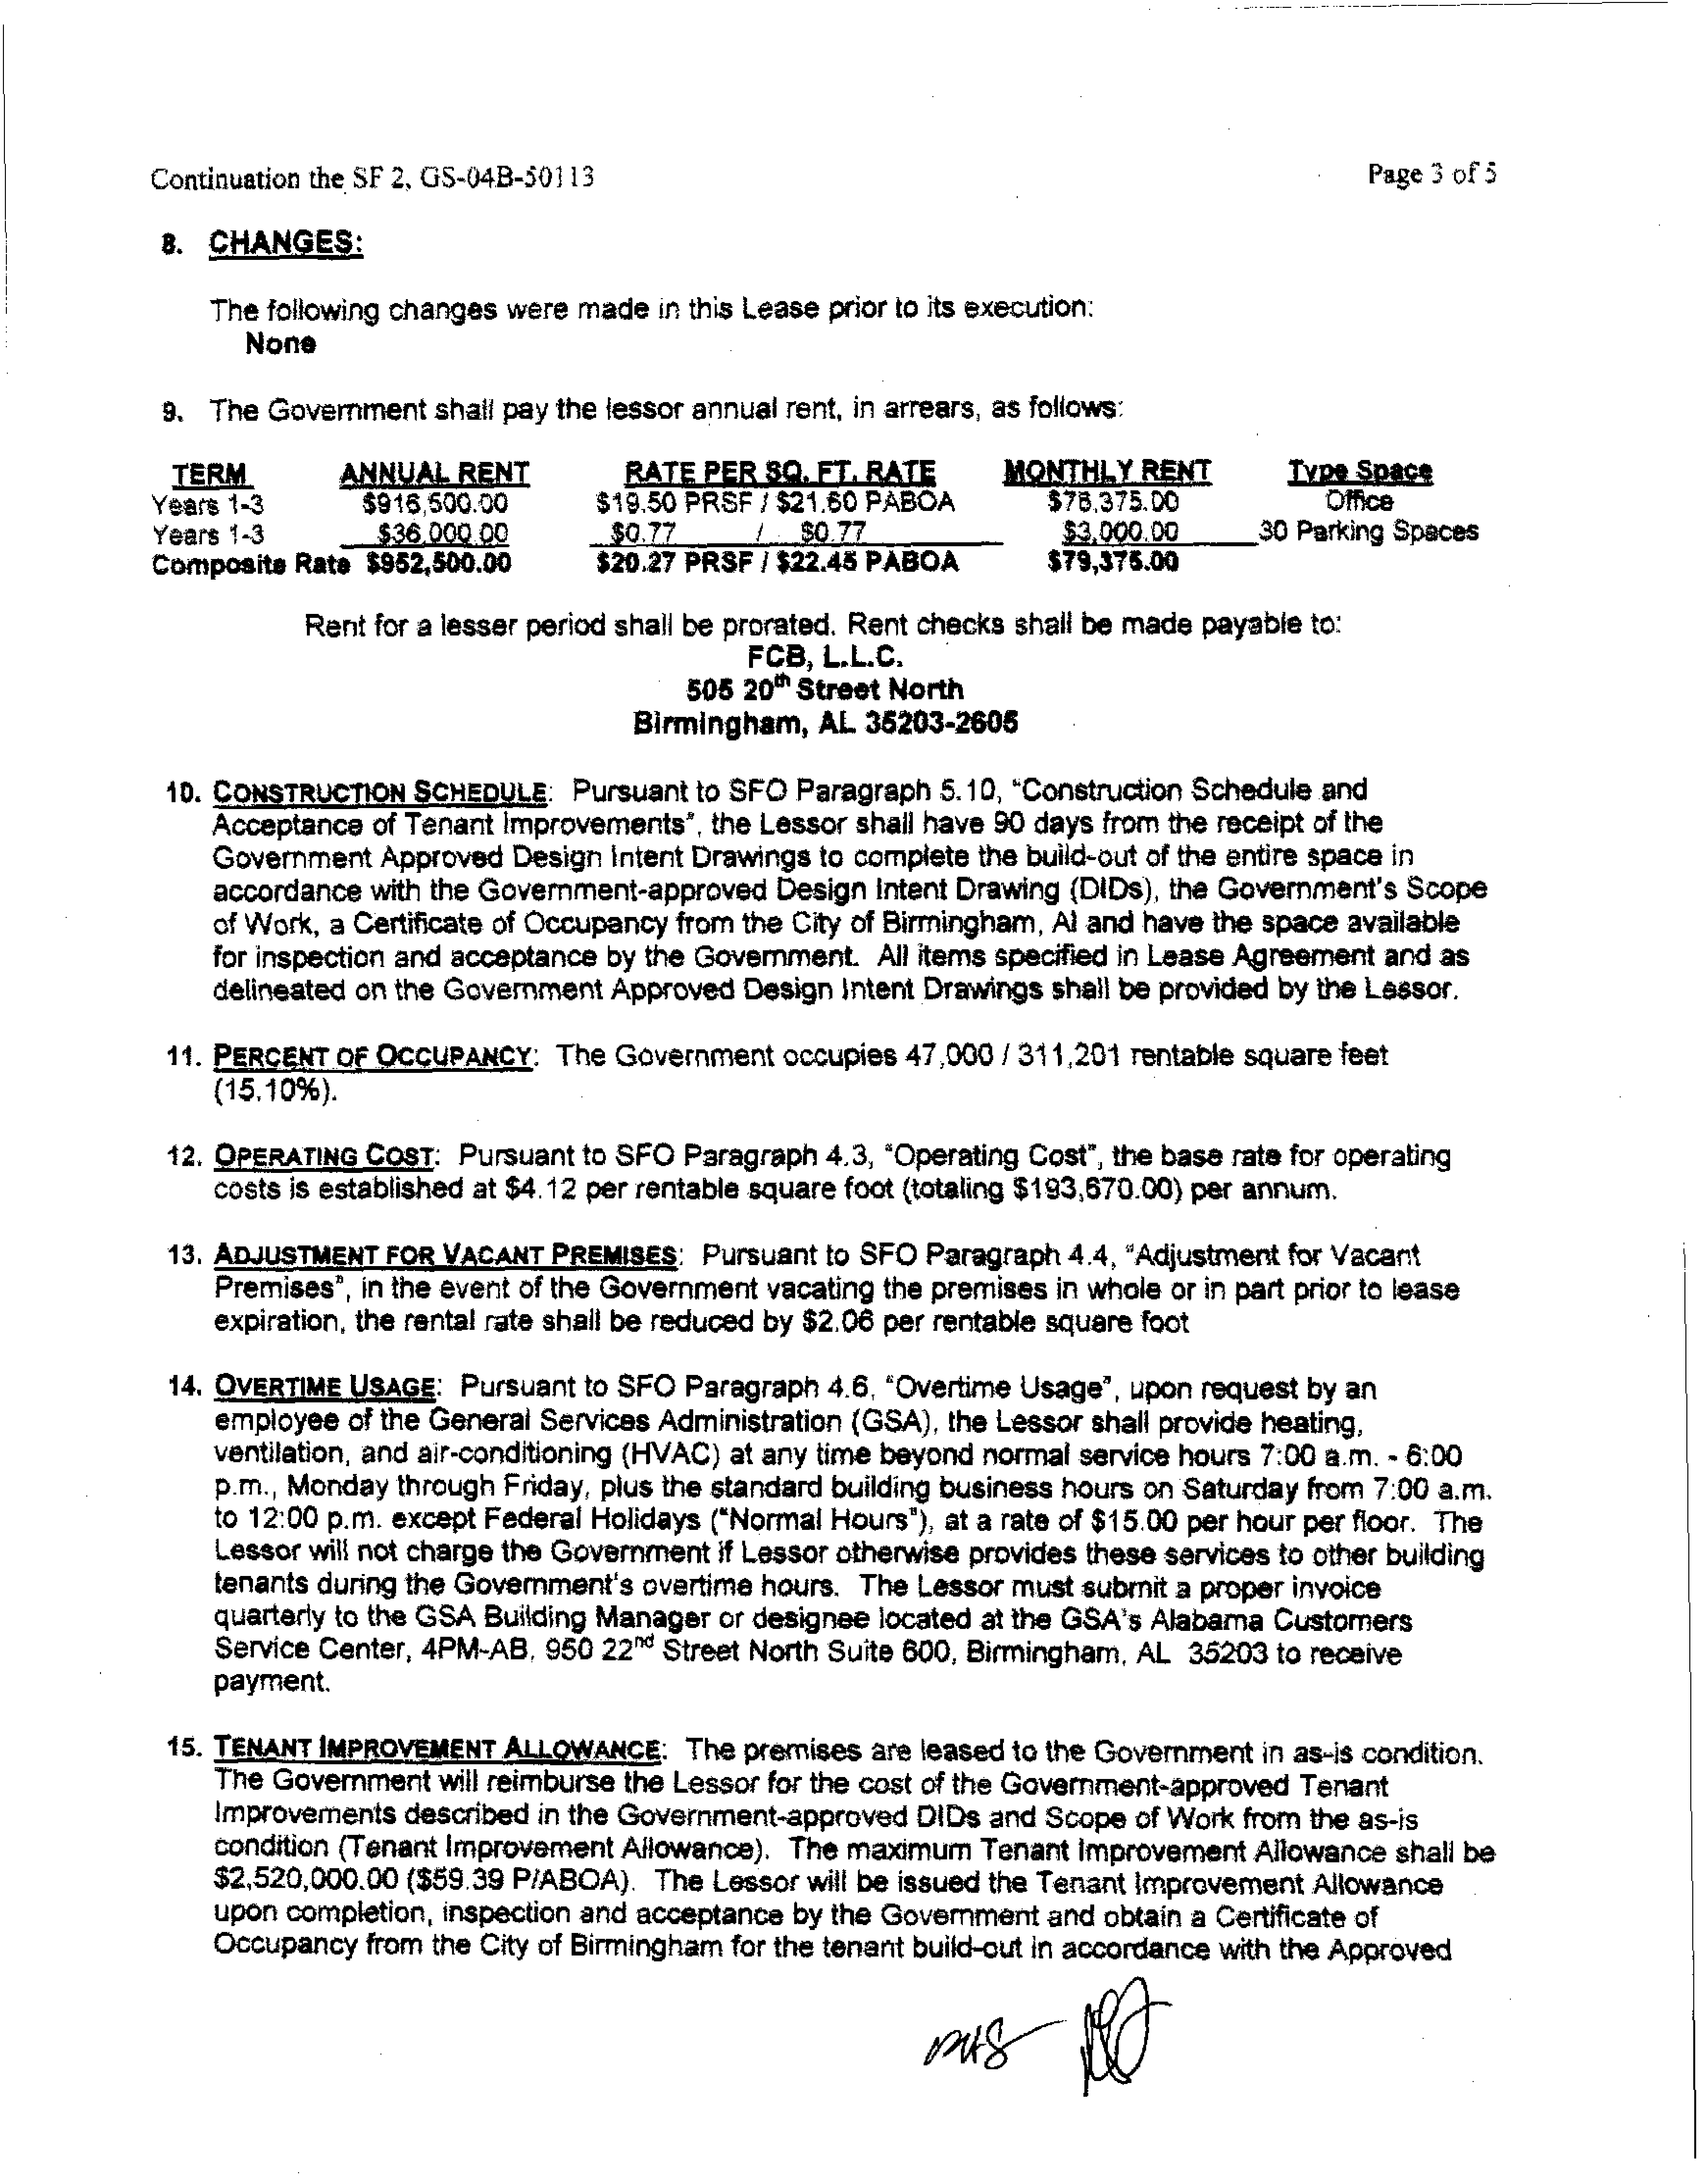 Continuation the SF 2, GS-04B-50113
Page 3 of 5
8. CHANGES:
The following changes were made in this Lease prior to its execution:
None
9. The Government shall pay the lessor annual rent, in arrears, as follows:
TERM ANNUAL RENT RATE PER SQ. FT. RATE MONTHLY RENT Type Space
Years 1-3 $916,500.00 $19.50 PRSF / $21.60 PABOA $76,375.00 Office
Years 1-3 $36,000.00 $0.77 / $0.77 $3,000.00 30 Parking Spaces
Composite Rate $952,500.00 $20.27 PRSF / $22.45 PABOA $79,375.00
Rent for a lesser period shall be prorated. Rent checks shall be made payable to:
FCB, L.L.C.
505 20th Street North
Birmingham, AL 35203-2605
10. CONSTRUCTION SCHEDULE: Pursuant to SFO Paragraph 5.10, "Construction Schedule and
Acceptance of Tenant Improvements", the Lessor shall have 90 days from the receipt of the
Government Approved Design Intent Drawings to complete the build-out of the entire space in
accordance with the Government-approved Design Intent Drawing (DIDs), the Government's Scope
of Work, a Certificate of Occupancy from the City of Birmingham, Al and have the space available
for inspection and acceptance by the Government. All items specified in Lease Agreement and as
delineated on the Government Approved Design Intent Drawings shall be provided by the Lessor.
11. PERCENT OF OCCUPANCY: The Government occupies 47,000 / 311,201 rentable square feet
(15.10%).
12. OPERATING COST: Pursuant to SFO Paragraph 4.3, "Operating Cost", the base rate for operating
costs is established at $4.12 per rentable square foot (totaling $193,670.00) per annum.
13. ADJUSTMENT FOR VACANT PREMISES: Pursuant to SFO Paragraph 4.4, "Adjustment for Vacant
Premises", in the event of the Government vacating the premises in whole or in part prior to lease
expiration, the rental rate shall be reduced by $2.06 per rentable square foot
14. OVERTIME USAGE: Pursuant to SFO Paragraph 4.6, "Overtime Usage", upon request by an
employee of the General Services Administration (GSA), the Lessor shall provide heating,
ventilation, and air-conditioning (HVAC) at any time beyond normal service hours 7:00 a.m. - 6:00
p.m., Monday through Friday, plus the standard building business hours on Saturday from 7:00 a.m.
to 12:00 p.m. except Federal Holidays ("Normal Hours"), at a rate of $15.00 per hour per floor. The
Lessor will not charge the Government if Lessor otherwise provides these services to other building
tenants during the Government's overtime hours. The Lessor must submit a proper invoice
quarterly to the GSA Building Manager or designee located at the GSA's Alabama Customers
Service Center, 4PM-AB, 950 22nd Street North Suite 600, Birmingham, AL 35203 to receive
payment.
15. TENANT IMPROVEMENT ALLOWANCE: The premises are leased to the Government in as-is condition.
The Government will reimburse the Lessor for the cost of the Government-approved Tenant
Improvements described in the Government-approved DIDs and Scope of Work from the as-is
condition (Tenant Improvement Allowance). The maximum Tenant Improvement Allowance shall be
$2,520,000.00 ($59.39 P/ABOA). The Lessor will be issued the Tenant Improvement Allowance
upon completion, inspection and acceptance by the Government and obtain a Certificate of
Occupancy from the City of Birmingham for the tenant build-out in accordance with the Approved